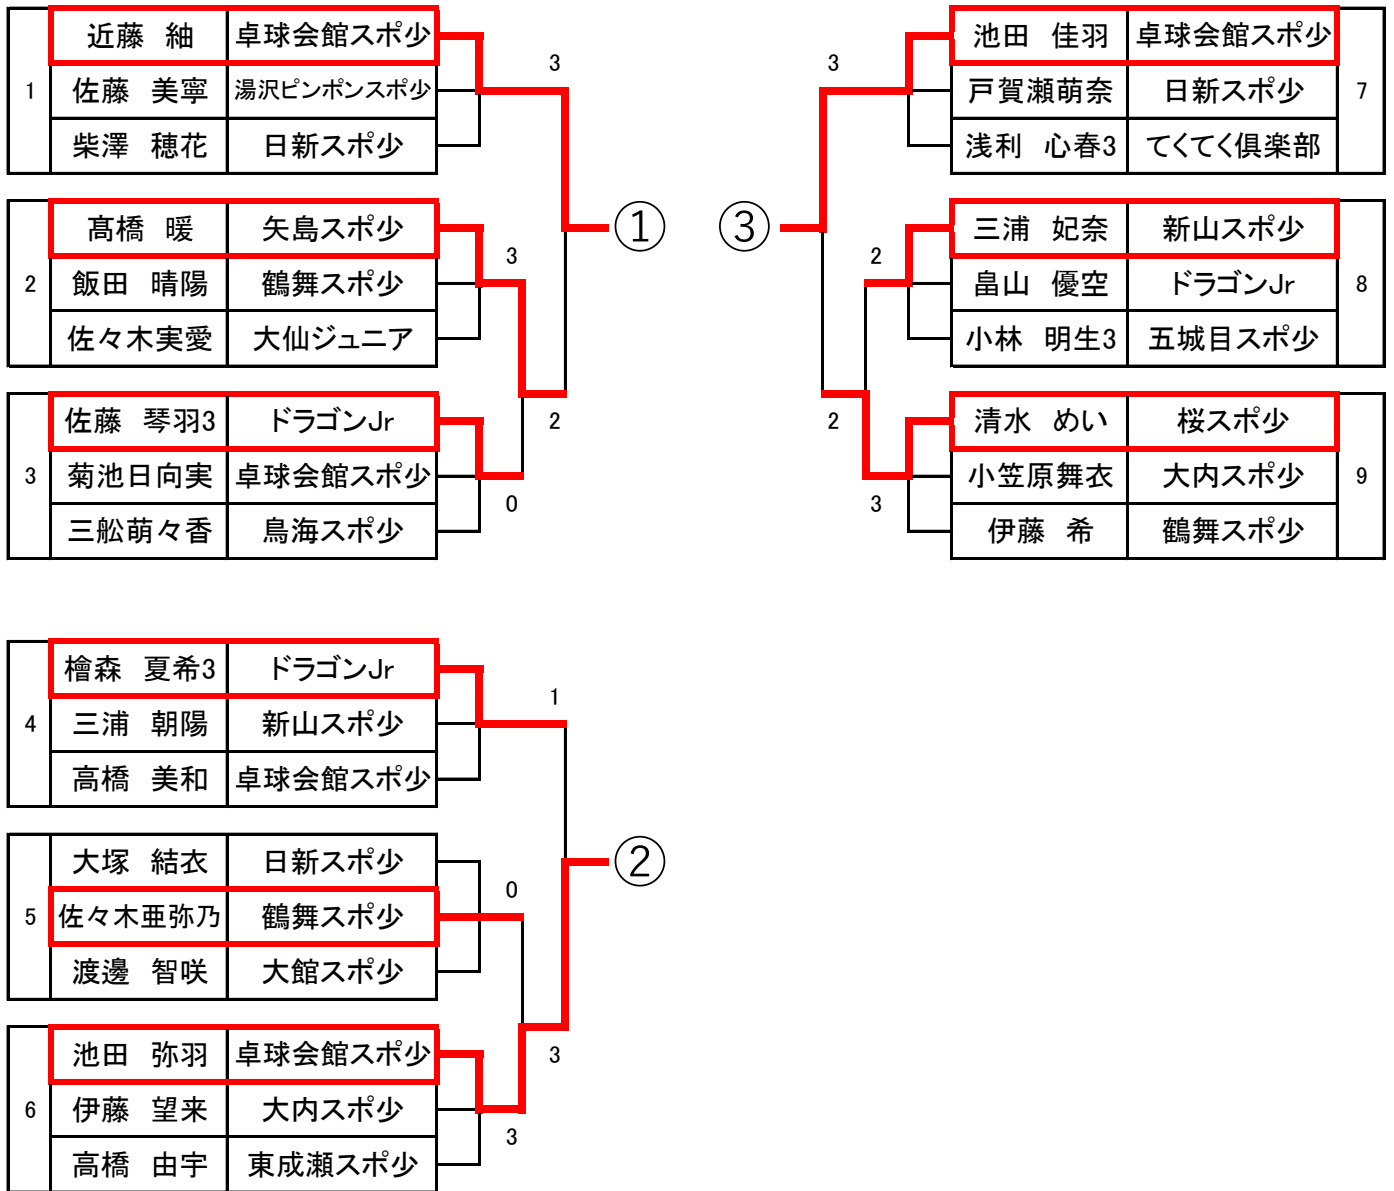 1
近藤 紬 卓球会館スポ少
佐藤 美寧 湯沢ピンポンスポ少
柴澤 穂花 日新スポ少
3
2
髙橋 暖 矢島スポ少
飯田 晴陽 鶴舞スポ少
佐々木実愛 大仙ジュニア
3
①
3
佐藤 琴羽3 ドラゴンJr
菊池日向実 卓球会館スポ少
三舩萌々香 鳥海スポ少
2
0
4
檜森 夏希3 ドラゴンJr
三浦 朝陽 新山スポ少
高橋 美和 卓球会館スポ少
1
5
大塚 結衣 日新スポ少
佐々木亜弥乃 鶴舞スポ少
渡邊 智咲 大館スポ少
0
②
6
池田 弥羽 卓球会館スポ少
伊藤 望来 大内スポ少
高橋 由宇 東成瀬スポ少
3
3
3
池田 佳羽 卓球会館スポ少
戸賀瀬萌奈 日新スポ少
浅利 心春3 てくてく倶楽部
7
③
2
三浦 妃奈 新山スポ少
畠山 優空 ドラゴンJr
小林 明生3 五城目スポ少
8
2
3
清水 めい 桜スポ少
小笠原舞衣 大内スポ少
伊藤 希 鶴舞スポ少
9